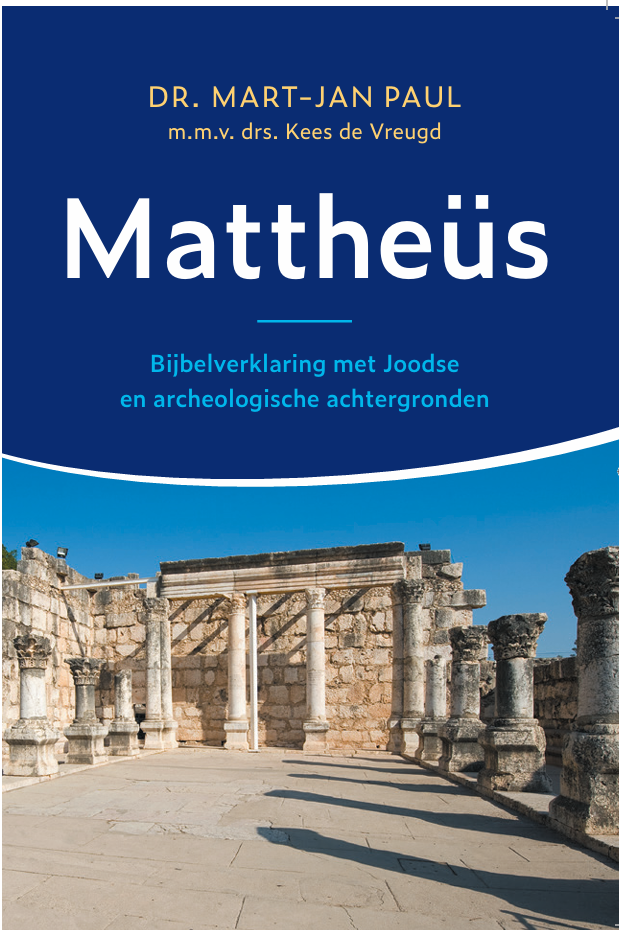 DR. MART-JAN PAUL
m.m.v. drs. Kees de Vreugd
Mattheüs
Bijbelverklaring met Joodse
en archeologische achtergronden